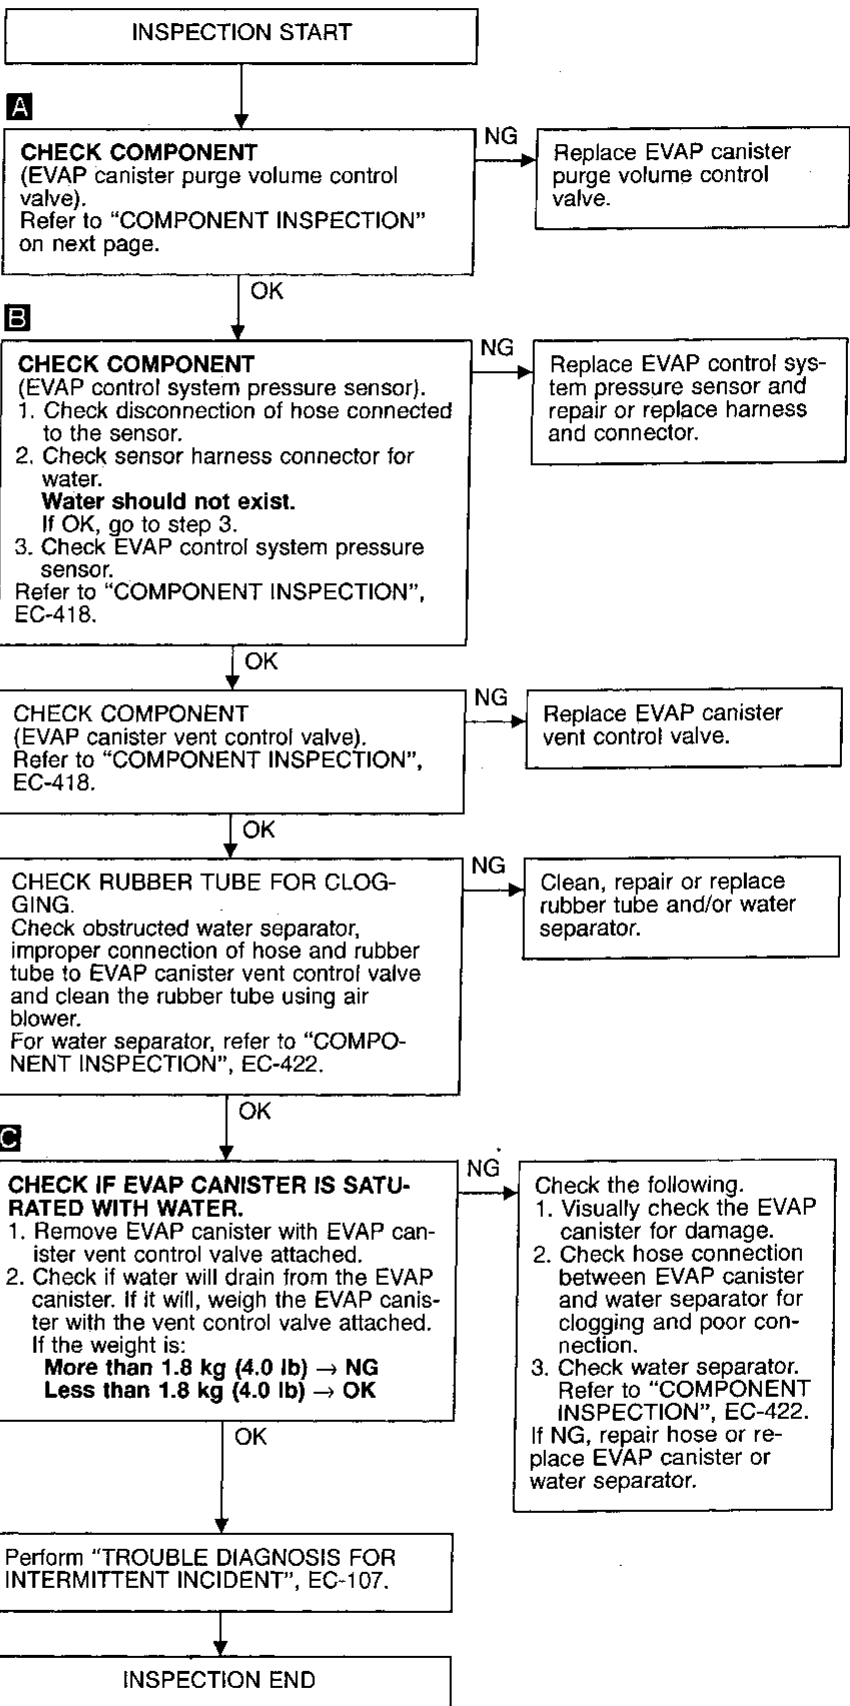 INSPECTION START
A
CHECK COMPONENT
(EVAP canister purge volume control
valve).
Refer to “COMPONENT INSPECTION”
on next page.
NG
Replace EVAP canister
purge volume control
valve.
OK
B
CHECK COMPONENT
(EVAP control system pressure sensor).
1. Check disconnection of hose connected
to the sensor.
2. Check sensor harness connector for
water.
Water should not exist.
If OK, go to step 3.
3. Check EVAP control system pressure
sensor.
Refer to “COMPONENT INSPECTION”,
EC-418.
NG
Replace EVAP control sys-
tem pressure sensor and
repair or replace harness
and connector.
OK
CHECK COMPONENT
(EVAP canister vent control valve).
Refer to “COMPONENT INSPECTION”,
EC-418.
NG
Replace EVAP canister
vent control valve.
OK
CHECK RUBBER TUBE FOR CLOG-
GING.
Check obstructed water separator,
improper connection of hose and rubber
tube to EVAP canister vent control valve
and clean the rubber tube using air
blower.
For water separator, refer to “COMPO-
NENT INSPECTION”, EC-422.
NG
Clean, repair or replace
rubber tube and/or water
separator.
OK
C
CHECK IF EVAP CANISTER IS SATU-
RATED WITH WATER.
1. Remove EVAP canister with EVAP can-
ister vent control valve attached.
2. Check if water will drain from the EVAP
canister. If it will, weigh the EVAP canis-
ter with the vent control valve attached.
If the weight is:
More than 1.8 kg (4.0 lb) → NG
Less than 1.8 kg (4.0 lb) → OK
NG
Check the following.
1. Visually check the EVAP
canister for damage.
2. Check hose connection
between EVAP canister
and water separator for
clogging and poor con-
nection.
3. Check water separator.
Refer to “COMPONENT
INSPECTION”, EC-422.
If NG, repair hose or re-
place EVAP canister or
water separator.
OK
Perform “TROUBLE DIAGNOSIS FOR
INTERMITTENT INCIDENT”, EC-107.
INSPECTION END